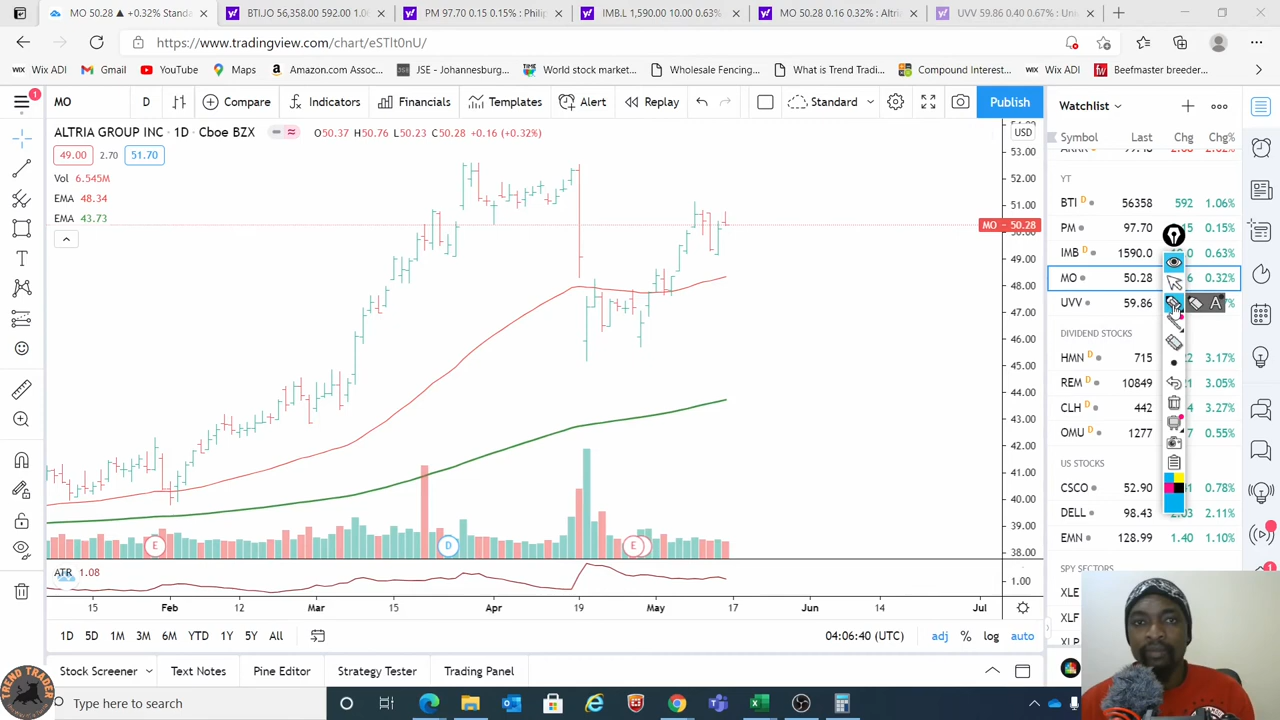 MO 50.28 ▲ +0.32% Standa
BTI.JO 56,358.00 592.00 1.0
PM 97.70 0.15 0.15% : Philip
IMB.L 1,590.00 10.00 0.63%
MO 50.28 0.16 0.32% : Altri
UVV 59.86 0.40 0.67% : Un
https://www.tradingview.com/chart/eSTlt0nU/
Wix ADI
Gmail
YouTube
Maps
Amazon.com Assoc...
JSE - Johannesburg...
World stock market...
Wholesale Fencing,...
What is Trend Tradi...
Compound Interest...
Wix ADI
Beefmaster breeder...
MO D Compare Indicators Financials Templates Alert Replay Standard Publish
Watchlist
ALTRIA GROUP INC · 1D · Cboe BZX O50.37 H50.76 L50.23 C50.28 +0.16 (+0.32%)
USD
49.00 2.70 51.70
Vol 6.545M
EMA 48.34
EMA 43.73
53.00
52.00
51.00
MO 50.28
49.00
48.00
47.00
46.00
45.00
44.00
43.00
42.00
41.00
40.00
39.00
38.00
E D E
ATR 1.08
1.00
15 Feb 12 Mar 15 Apr 19 May 17 Jun 14 Jul
1D 5D 1M 3M 6M YTD 1Y 5Y All
04:06:40 (UTC) adj % log auto
Stock Screener Text Notes Pine Editor Strategy Tester Trading Panel
Symbol Last Chg Chg%
YT
BTI D 56358 592 1.06%
PM 97.70 15 0.15%
IMB 1590.0 0.63%
MO 50.28 6 0.32%
UVV 59.86 7%
A
DIVIDEND STOCKS
HMN D 715 22 3.17%
REM D 10849 21 3.05%
CLH D 442 3.27%
OMU D 1277 7 0.55%
US STOCKS
CSCO 52.90 0.78%
DELL 98.43 2.03 2.11%
EMN 128.99 1.40 1.10%
SPY SECTORS
XLE
XLF
XLP
TREND TRADER
Type here to search